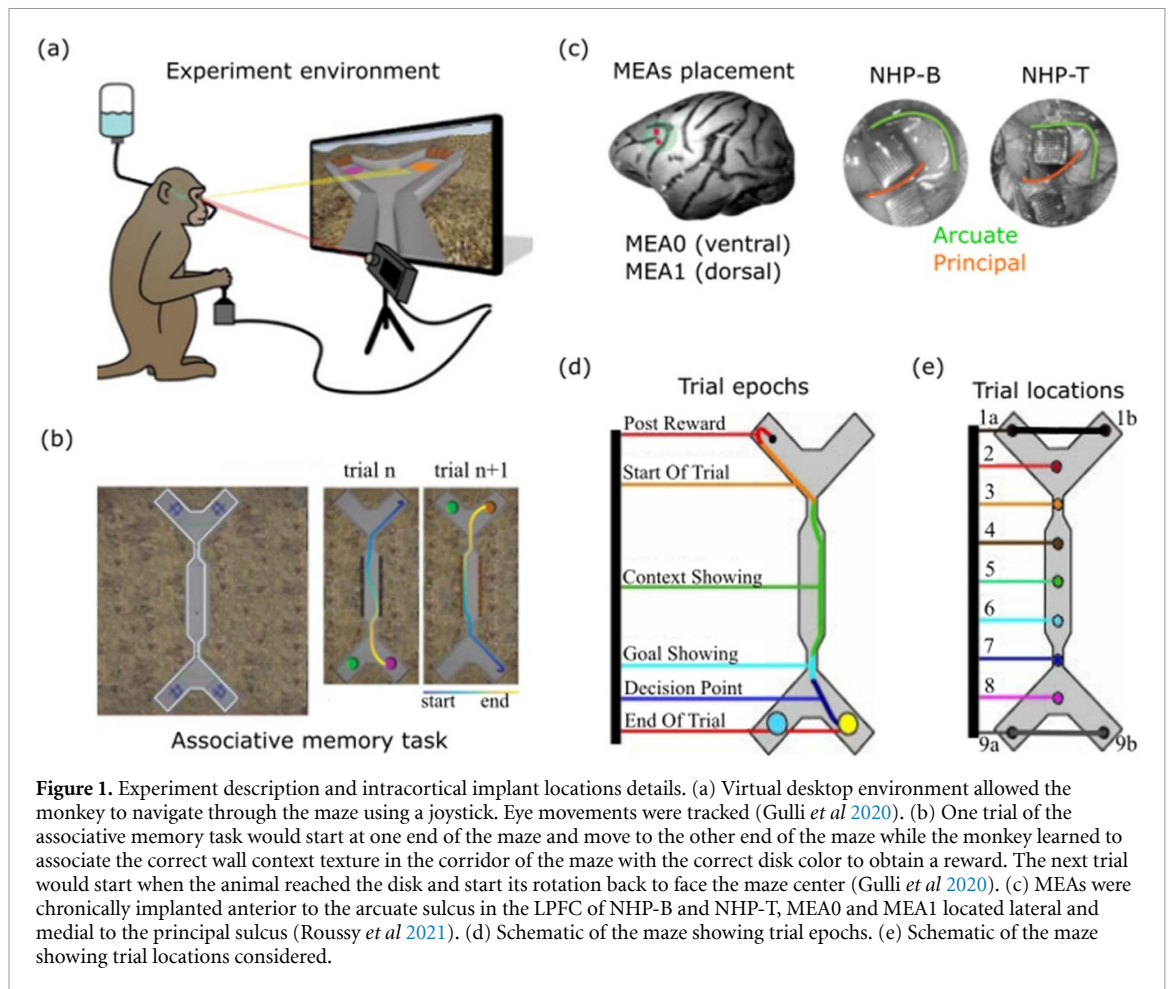 (a)
Experiment environment
(b)
trial n
trial n+1
start
end
Associative memory task
(c)
MEAs placement
NHP-B
NHP-T
MEA0 (ventral)
MEA1 (dorsal)
Arcuate
Principal
(d)
Trial epochs
Post Reward
Start Of Trial
Context Showing
Goal Showing
Decision Point
End Of Trial
(e)
Trial locations
1a
1b
2
3
4
5
6
7
8
9a
9b
Figure 1. Experiment description and intracortical implant locations details. (a) Virtual desktop environment allowed the
monkey to navigate through the maze using a joystick. Eye movements were tracked (Gulli et al 2020). (b) One trial of the
associative memory task would start at one end of the maze and move to the other end of the maze while the monkey learned to
associate the correct wall context texture in the corridor of the maze with the correct disk color to obtain a reward. The next trial
would start when the animal reached the disk and start its rotation back to face the maze center (Gulli et al 2020). (c) MEAs were
chronically implanted anterior to the arcuate sulcus in the LPFC of NHP-B and NHP-T, MEA0 and MEA1 located lateral and
medial to the principal sulcus (Roussy et al 2021). (d) Schematic of the maze showing trial epochs. (e) Schematic of the maze
showing trial locations considered.